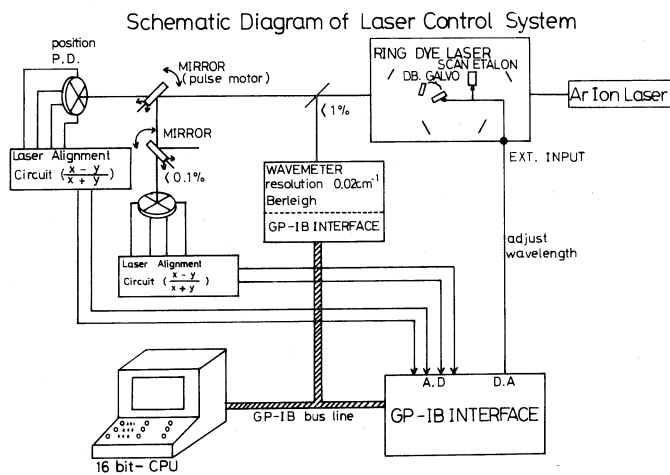 Schematic Diagram of Laser Control System
position
P.D.
MIRROR
(pulse motor)
RING DYE LASER
SCAN ETALON
DB. GALVO
Ar Ion Laser
<1%
MIRROR
EXT. INPUT
Laser Alignment
Circuit (x-y/x+y)
<0.1%
WAVEMETER
resolution 0.02cm⁻¹
Berleigh
GP-IB INTERFACE
adjust
wavelength
Laser Alignment
Circuit (x-y/x+y)
A.D D.A
GP-IB INTERFACE
GP-IB bus line
16 bit-CPU